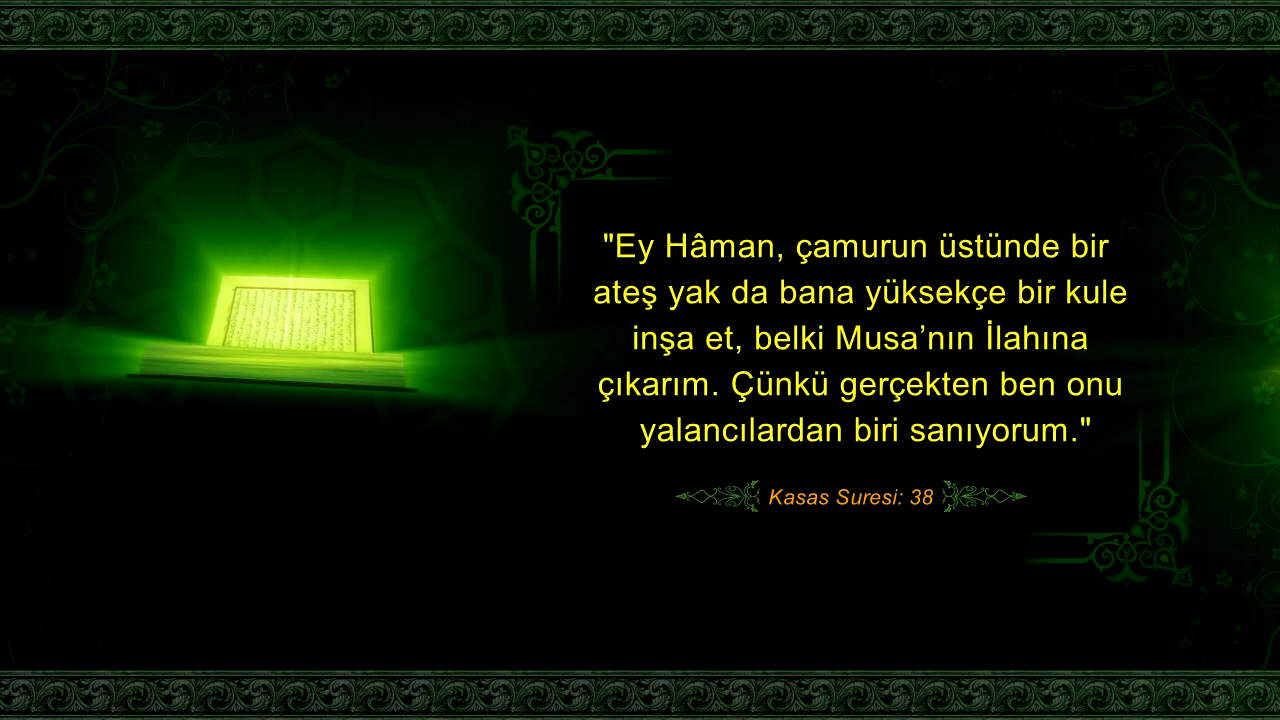 "Ey Hâman, çamurun üstünde bir
ateş yak da bana yüksekçe bir kule
inşa et, belki Musa’nın İlahına
çıkarım. Çünkü gerçekten ben onu
yalancılardan biri sanıyorum."
Kasas Suresi: 38